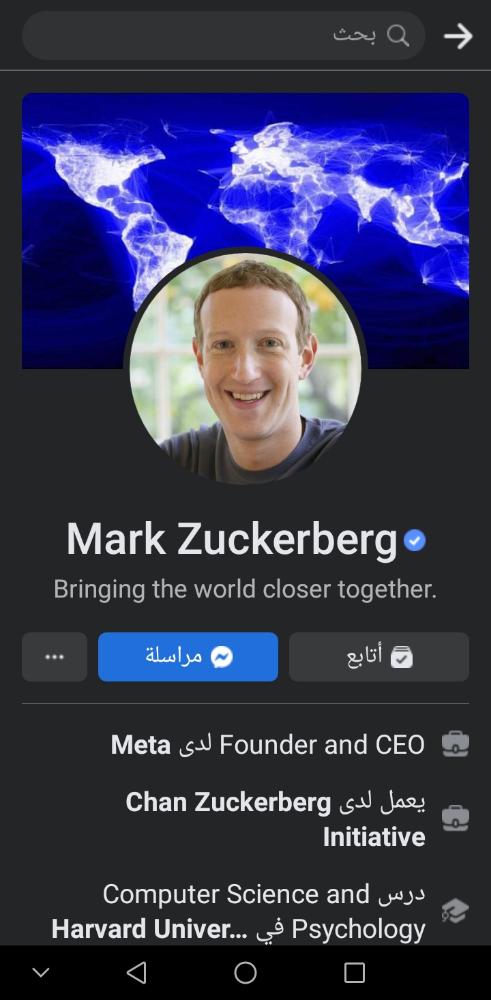 بحث
Mark Zuckerberg
Bringing the world closer together.
أتابع
مراسلة
Founder and CEO لدى Meta
يعمل لدى Chan Zuckerberg
Initiative
درس Computer Science and
Psychology في Harvard Univer...